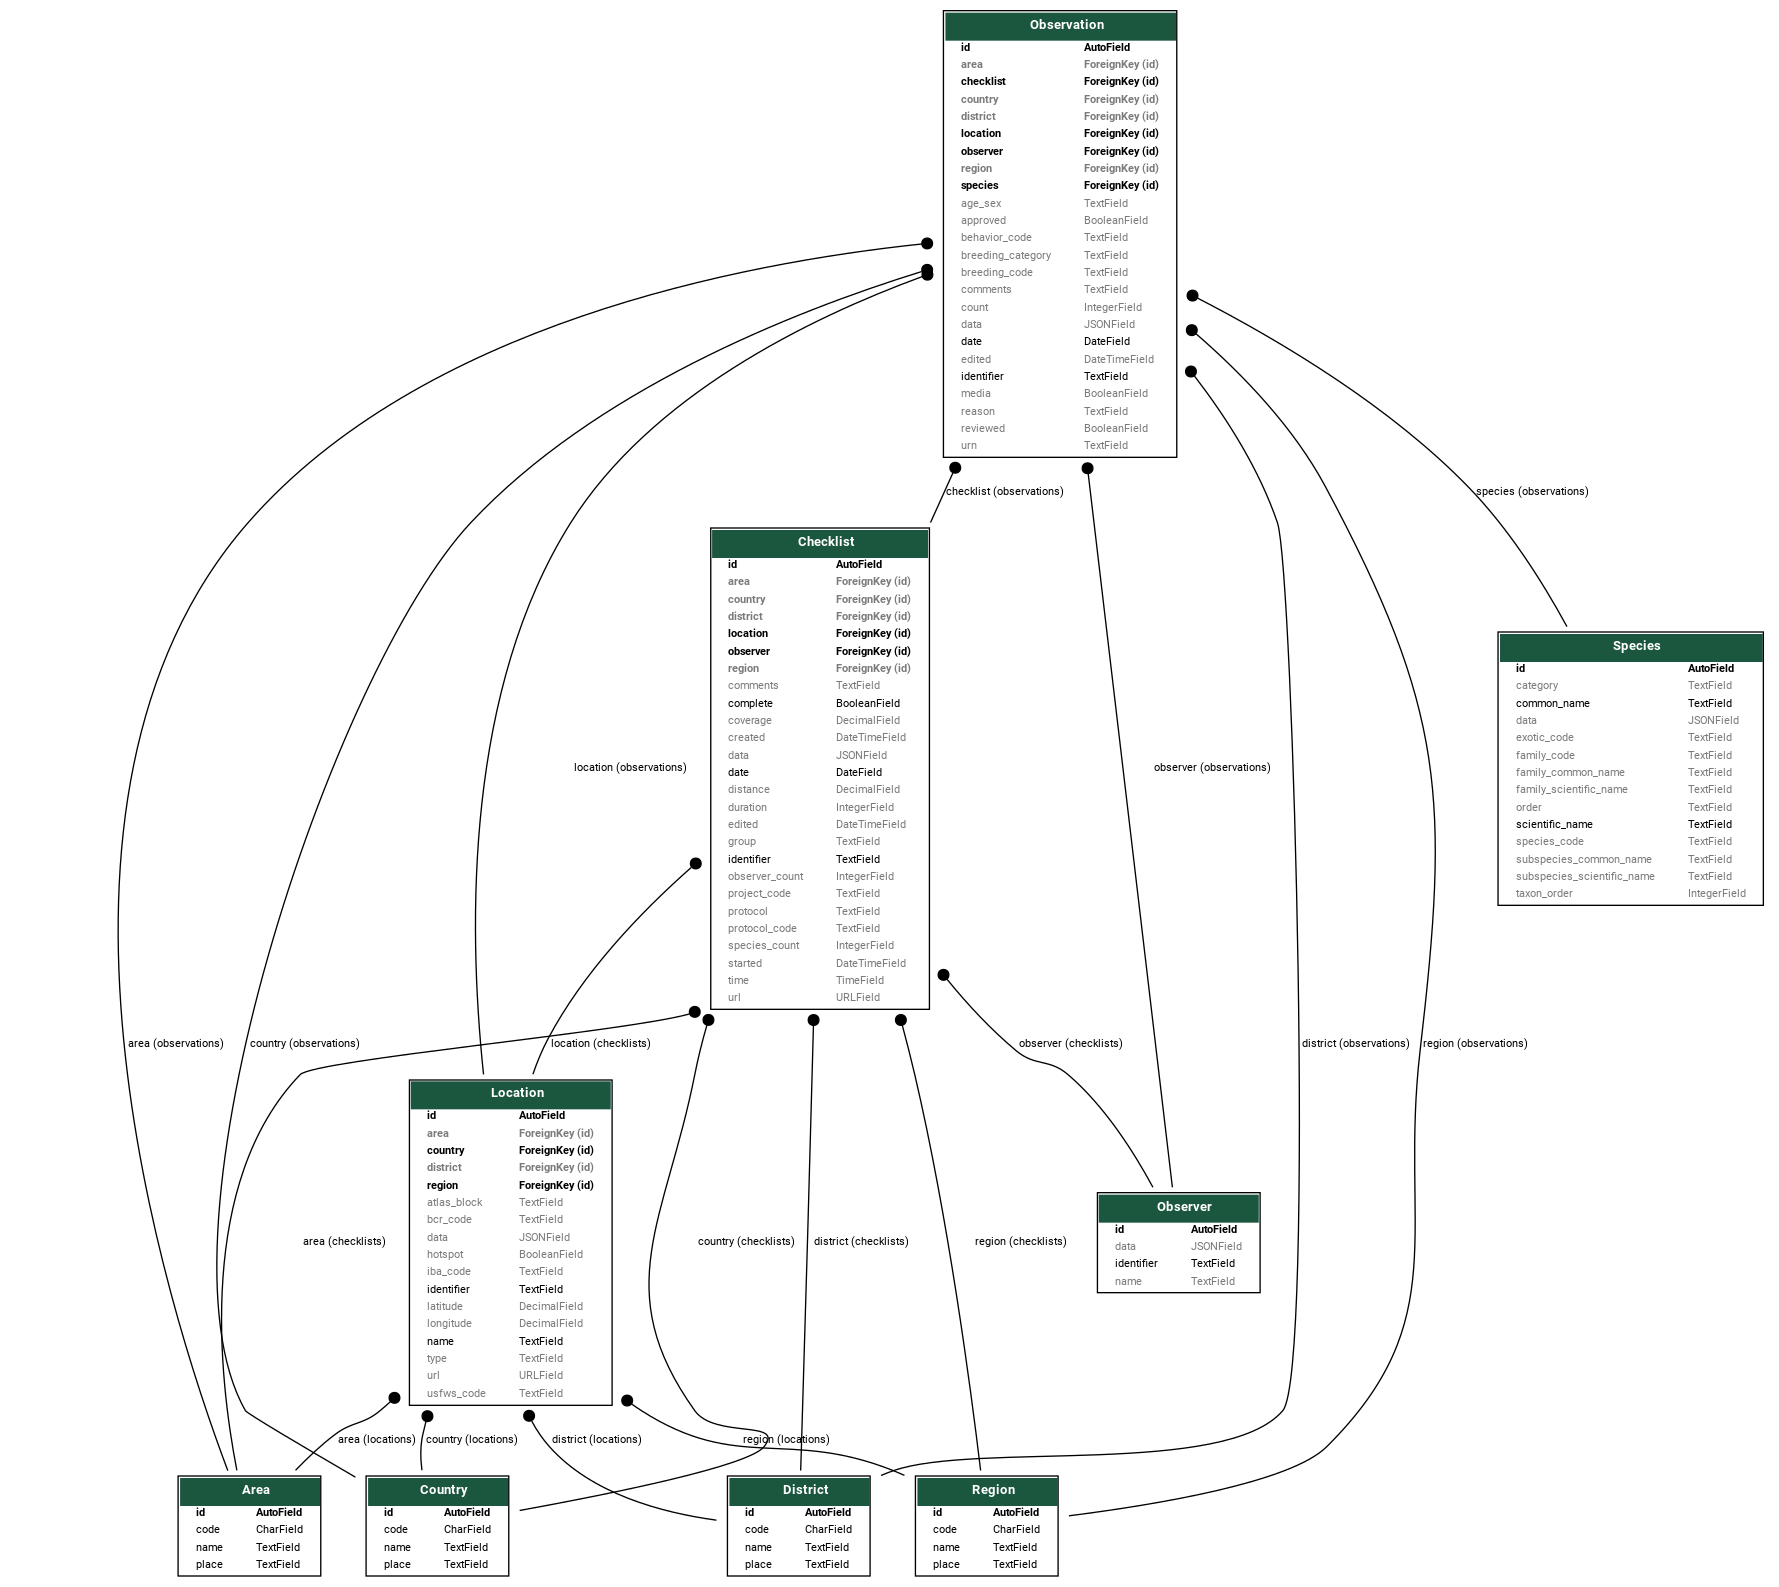 Observation
id AutoField
area ForeignKey (id)
checklist ForeignKey (id)
country ForeignKey (id)
district ForeignKey (id)
location ForeignKey (id)
observer ForeignKey (id)
region ForeignKey (id)
species ForeignKey (id)
age_sex TextField
approved BooleanField
behavior_code TextField
breeding_category TextField
breeding_code TextField
comments TextField
count IntegerField
data JSONField
date DateField
edited DateTimeField
identifier TextField
media BooleanField
reason TextField
reviewed BooleanField
urn TextField
checklist (observations)
species (observations)
Checklist
id AutoField
area ForeignKey (id)
country ForeignKey (id)
district ForeignKey (id)
location ForeignKey (id)
observer ForeignKey (id)
region ForeignKey (id)
comments TextField
complete BooleanField
coverage DecimalField
created DateTimeField
data JSONField
date DateField
distance DecimalField
duration IntegerField
edited DateTimeField
group TextField
identifier TextField
observer_count IntegerField
project_code TextField
protocol TextField
protocol_code TextField
species_count IntegerField
started DateTimeField
time TimeField
url URLField
Species
id AutoField
category TextField
common_name TextField
data JSONField
exotic_code TextField
family_code TextField
family_common_name TextField
family_scientific_name TextField
order TextField
scientific_name TextField
species_code TextField
subspecies_common_name TextField
subspecies_scientific_name TextField
taxon_order IntegerField
location (observations)
observer (observations)
area (observations)
country (observations)
location (checklists)
observer (checklists)
district (observations)
region (observations)
Location
id AutoField
area ForeignKey (id)
country ForeignKey (id)
district ForeignKey (id)
region ForeignKey (id)
atlas_block TextField
bcr_code TextField
data JSONField
hotspot BooleanField
iba_code TextField
identifier TextField
latitude DecimalField
longitude DecimalField
name TextField
type TextField
url URLField
usfws_code TextField
Observer
id AutoField
data JSONField
identifier TextField
name TextField
area (checklists)
country (checklists)
district (checklists)
region (checklists)
area (locations)
country (locations)
district (locations)
region (locations)
Area
id AutoField
code CharField
name TextField
place TextField
Country
id AutoField
code CharField
name TextField
place TextField
District
id AutoField
code CharField
name TextField
place TextField
Region
id AutoField
code CharField
name TextField
place TextField